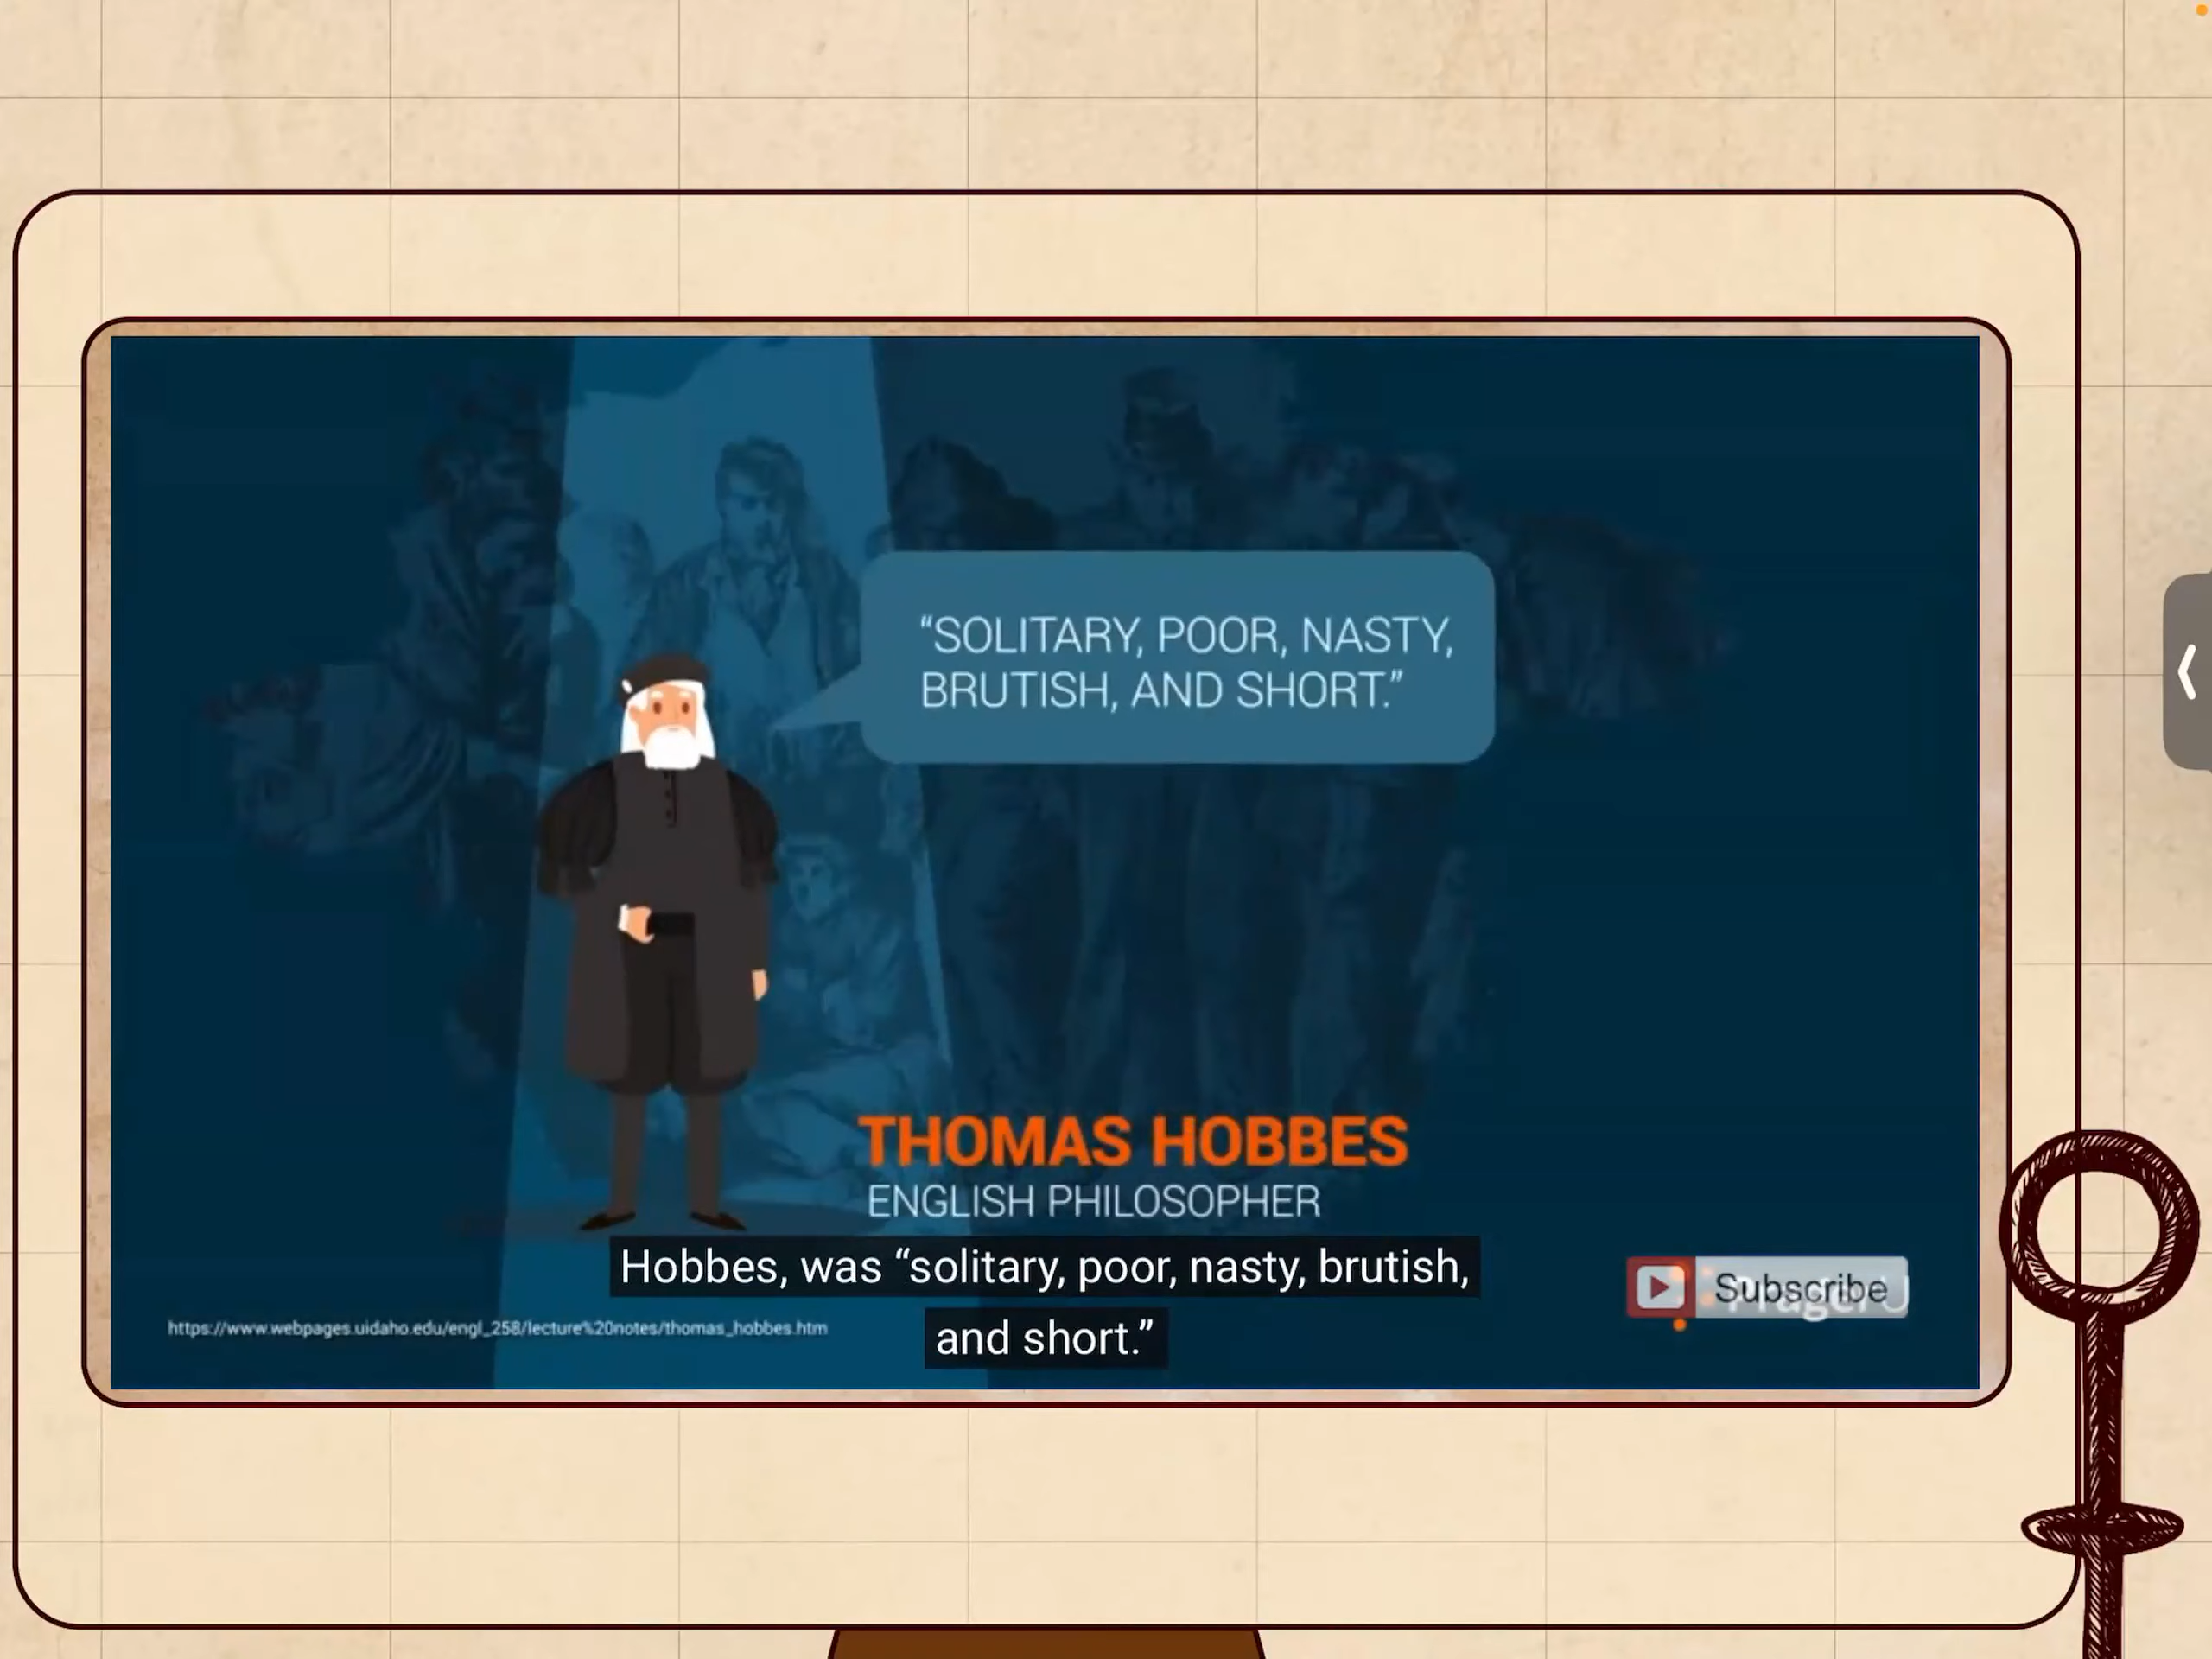 “SOLITARY, POOR, NASTY,
BRUTISH, AND SHORT.”
THOMAS HOBBES
ENGLISH PHILOSOPHER
Hobbes, was “solitary, poor, nasty, brutish,
and short.”
https://www.webpages.uidaho.edu/engl_258/lecture%20notes/thomas_hobbes.htm
Subscribe
PragerU